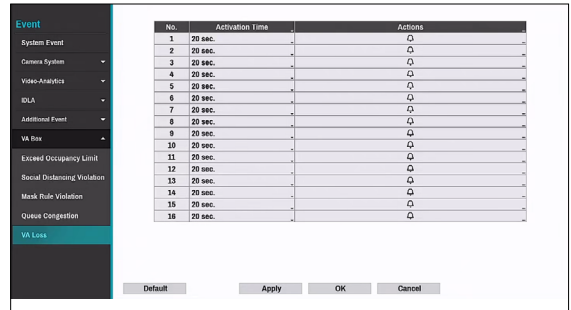 Event
System Event
Camera System
Video-Analytics
IDLA
Additional Event
VA Box
Exceed Occupancy Limit
Social Distancing Violation
Mask Rule Violation
Queue Congestion
VA Loss
No. Activation Time Actions
1 20 sec.
2 20 sec.
3 20 sec.
4 20 sec.
5 20 sec.
6 20 sec.
7 20 sec.
8 20 sec.
9 20 sec.
10 20 sec.
11 20 sec.
12 20 sec.
13 20 sec.
14 20 sec.
15 20 sec.
16 20 sec.
Default Apply OK Cancel